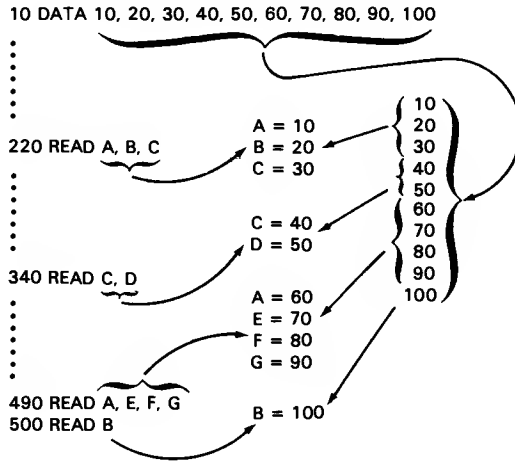 10 DATA 10, 20, 30, 40, 50, 60, 70, 80, 90, 100
10
20
30
40
50
60
70
80
90
100
220 READ A, B, C
A = 10
B = 20
C = 30
340 READ C, D
C = 40
D = 50
490 READ A, E, F, G
A = 60
E = 70
F = 80
G = 90
500 READ B
B = 100